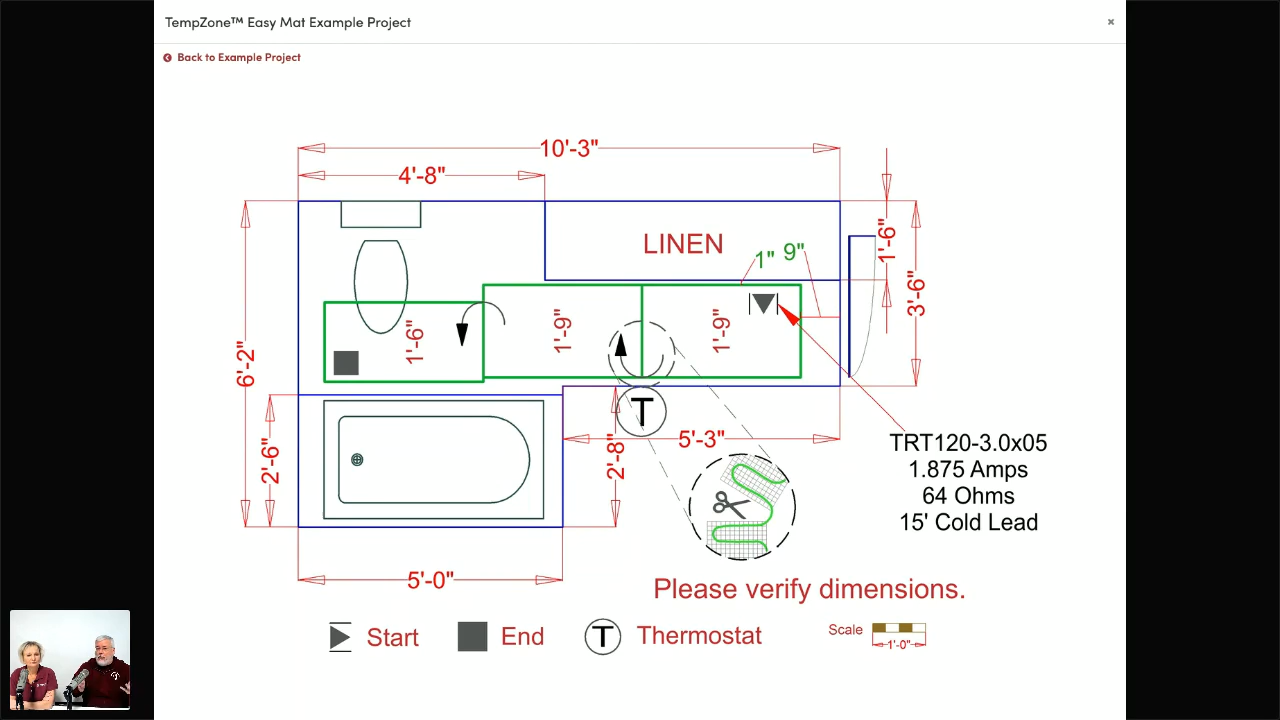 TempZone™ Easy Mat Example Project
×
Back to Example Project
10'-3"
4'-8"
LINEN
1"
9"
1'-6"
3'-6"
6'-2"
1'-6"
1'-9"
1'-9"
T
2'-6"
2'-8"
5'-3"
TRT120-3.0x05
1.875 Amps
64 Ohms
15' Cold Lead
5'-0"
Please verify dimensions.
Start
End
T
Thermostat
Scale
1'-0"